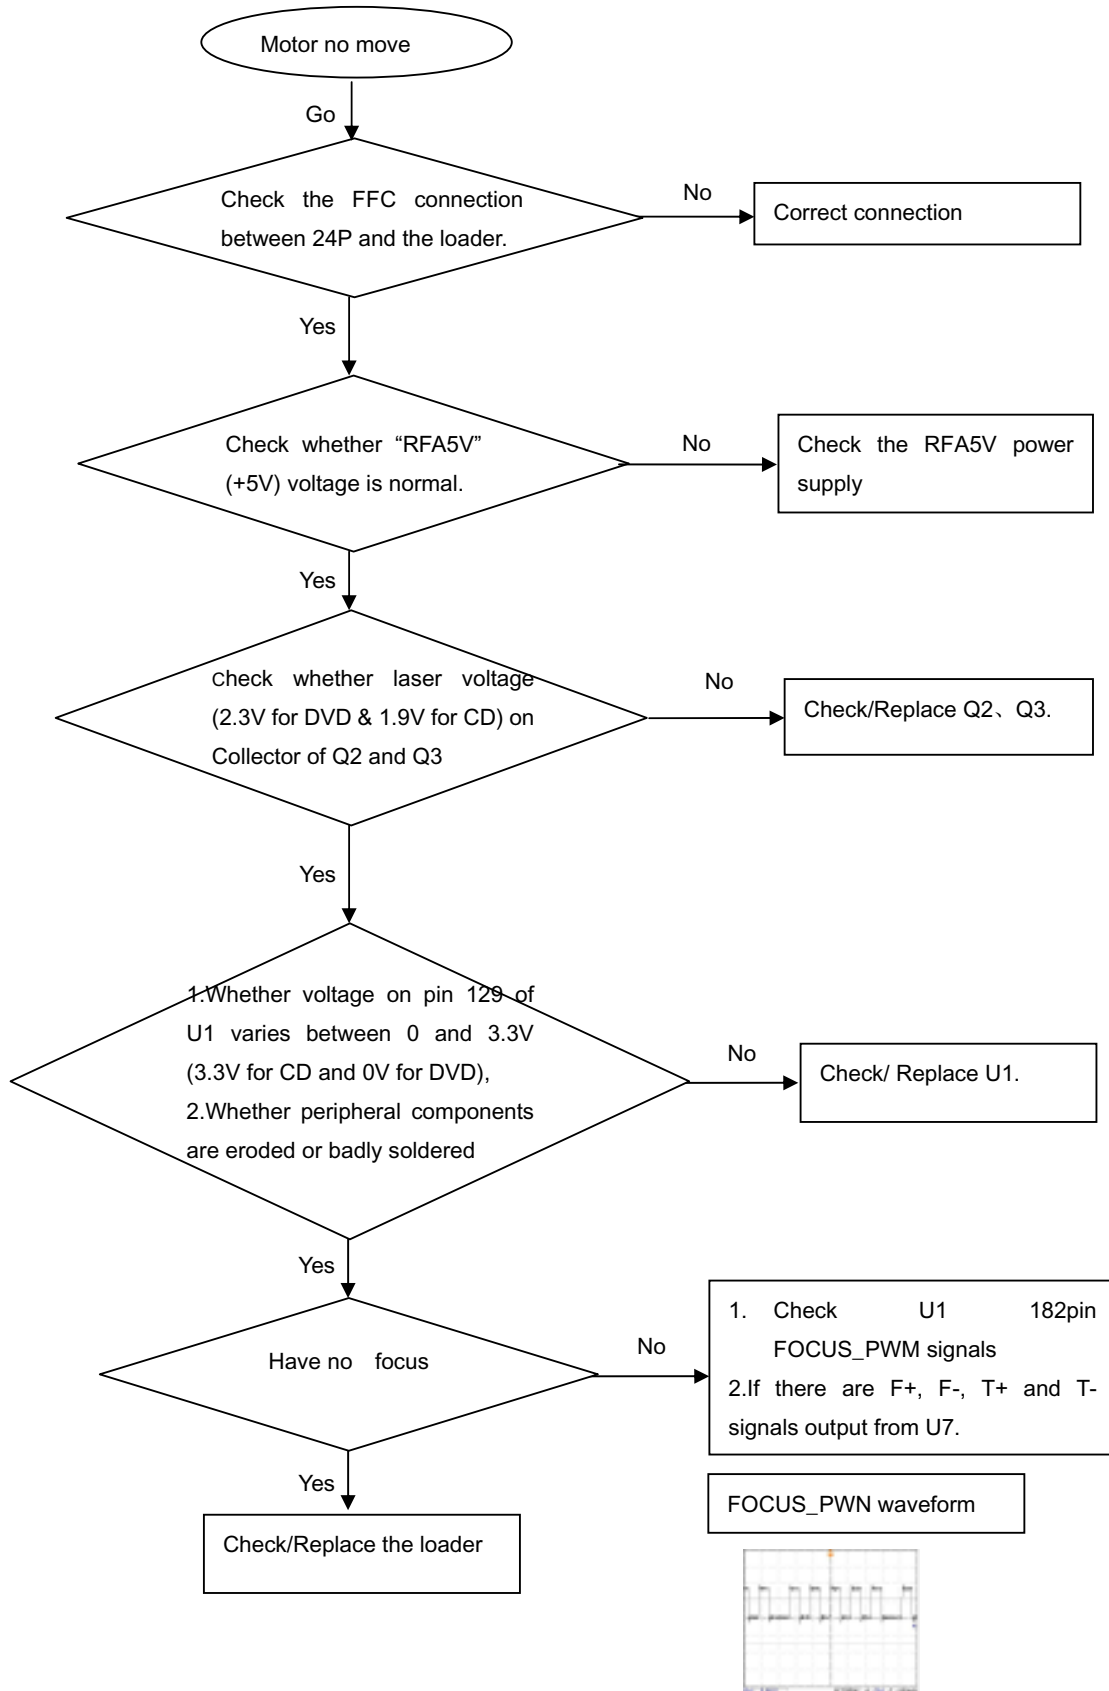 Motor no move
Go
Check the FFC connection
between 24P and the loader.
No
Correct connection
Yes
Check whether “RFA5V”
(+5V) voltage is normal.
No
Check the RFA5V power
supply
Yes
Check whether laser voltage
(2.3V for DVD & 1.9V for CD) on
Collector of Q2 and Q3
No
Check/Replace Q2、Q3.
Yes
1.Whether voltage on pin 129 of
U1 varies between 0 and 3.3V
(3.3V for CD and 0V for DVD),
2.Whether peripheral components
are eroded or badly soldered
No
Check/ Replace U1.
Yes
Have no focus
No
1. Check U1 182pin
FOCUS_PWM signals
2.If there are F+, F-, T+ and T-
signals output from U7.
Yes
Check/Replace the loader
FOCUS_PWN waveform